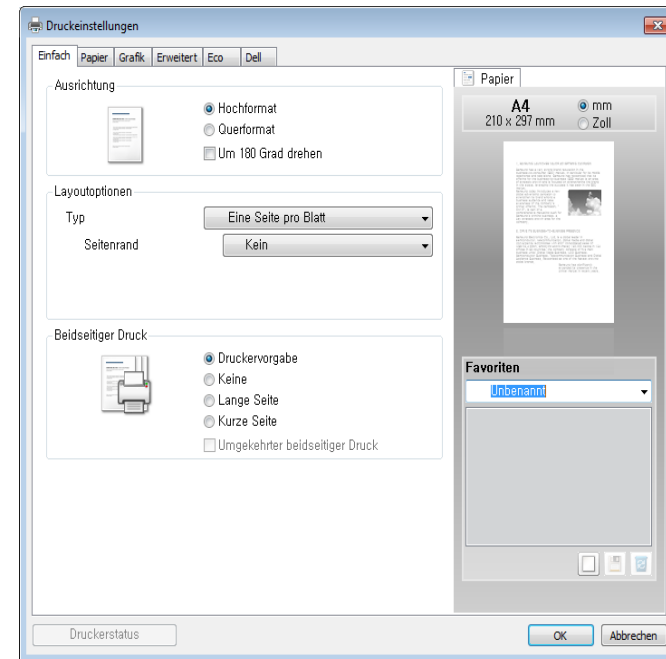 Druckeinstellungen
Einfach Papier Grafik Erweitert Eco Dell
Ausrichtung
Hochformat
Querformat
Um 180 Grad drehen
Layoutoptionen
Typ Eine Seite pro Blatt
Seitenrand Kein
Beidseitiger Druck
Druckervorgabe
Keine
Lange Seite
Kurze Seite
Umgekehrter beidseitiger Druck
Papier
A4
210 x 297 mm
mm
Zoll
Favoriten
Unbenannt
Druckerstatus
OK Abbrechen